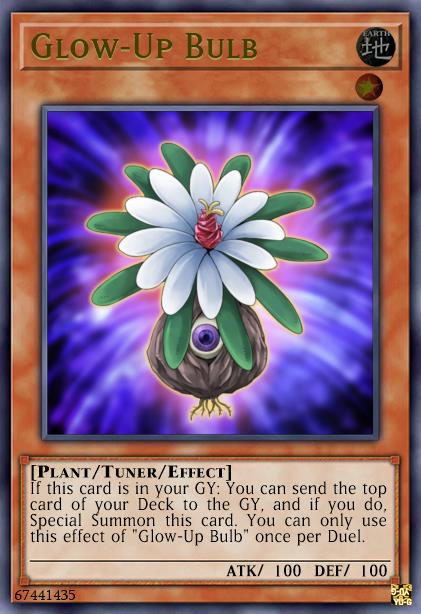 Glow-Up Bulb
EARTH
地
[Plant/Tuner/Effect]
If this card is in your GY: You can send the top
card of your Deck to the GY, and if you do,
Special Summon this card. You can only use
this effect of "Glow-Up Bulb" once per Duel.
ATK/ 100 DEF/ 100
67441435